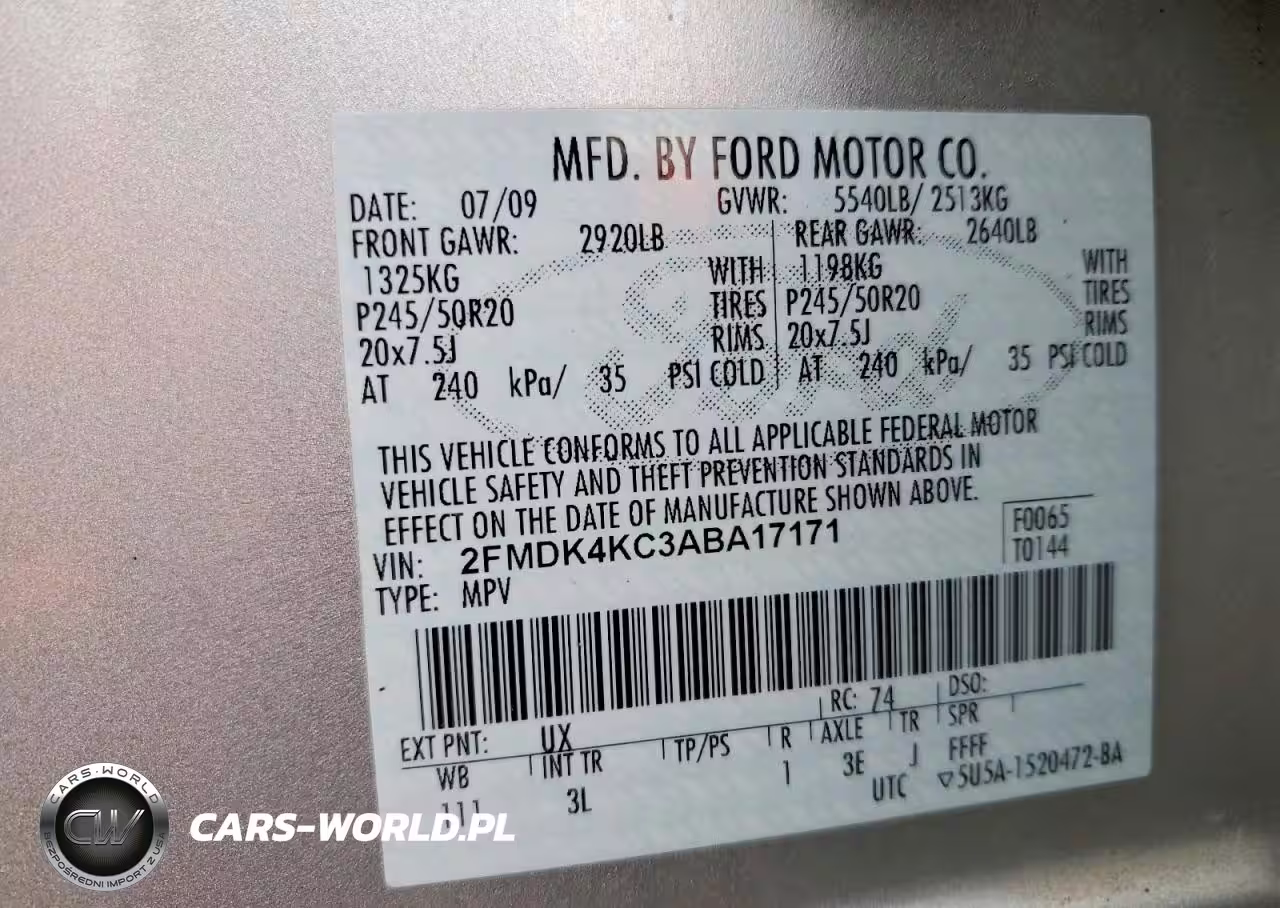 MFD. BY FORD MOTOR CO.
DATE: 07/09 GVWR: 5540LB/ 2513KG
FRONT GAWR: 2920LB REAR GAWR: 2640LB
1325KG WITH 1198KG WITH
P245/50R20 TIRES P245/50R20 TIRES
20x7.5J RIMS 20x7.5J RIMS
AT 240 kPa/ 35 PSI COLD AT 240 kPa/ 35 PSI COLD
THIS VEHICLE CONFORMS TO ALL APPLICABLE FEDERAL MOTOR
VEHICLE SAFETY AND THEFT PREVENTION STANDARDS IN
EFFECT ON THE DATE OF MANUFACTURE SHOWN ABOVE.
VIN: 2FMDK4KC3ABA17171 F0065
TYPE: MPV T0144
EXT PNT: UX RC: 74 DSO:
WB INT TR TP/PS R AXLE TR SPR
111 3L 1 3E J FFFF
UTC ▽5U5A-1520472-BA
CARS-WORLD
CW
BEZPOŚREDNI IMPORT Z USA
CARS-WORLD.PL